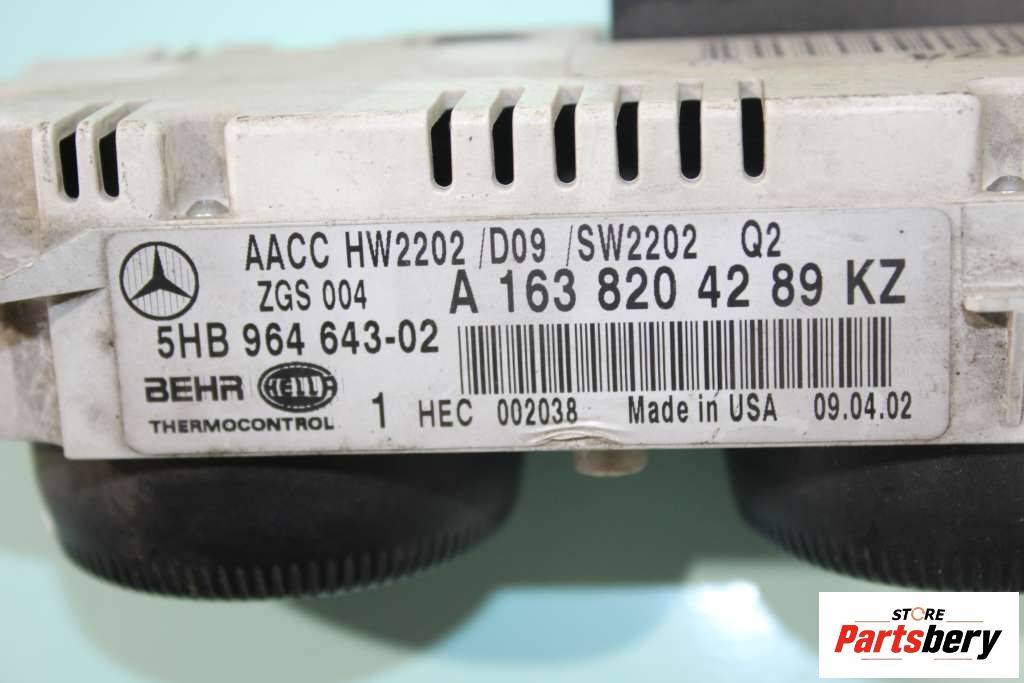 AACC HW2202 /D09 /SW2202 Q2
ZGS 004 A 163 820 42 89 KZ
5HB 964 643-02
BEHR HELLA
THERMOCONTROL 1 HEC 002038 Made in USA 09.04.02
STORE
Partsbery